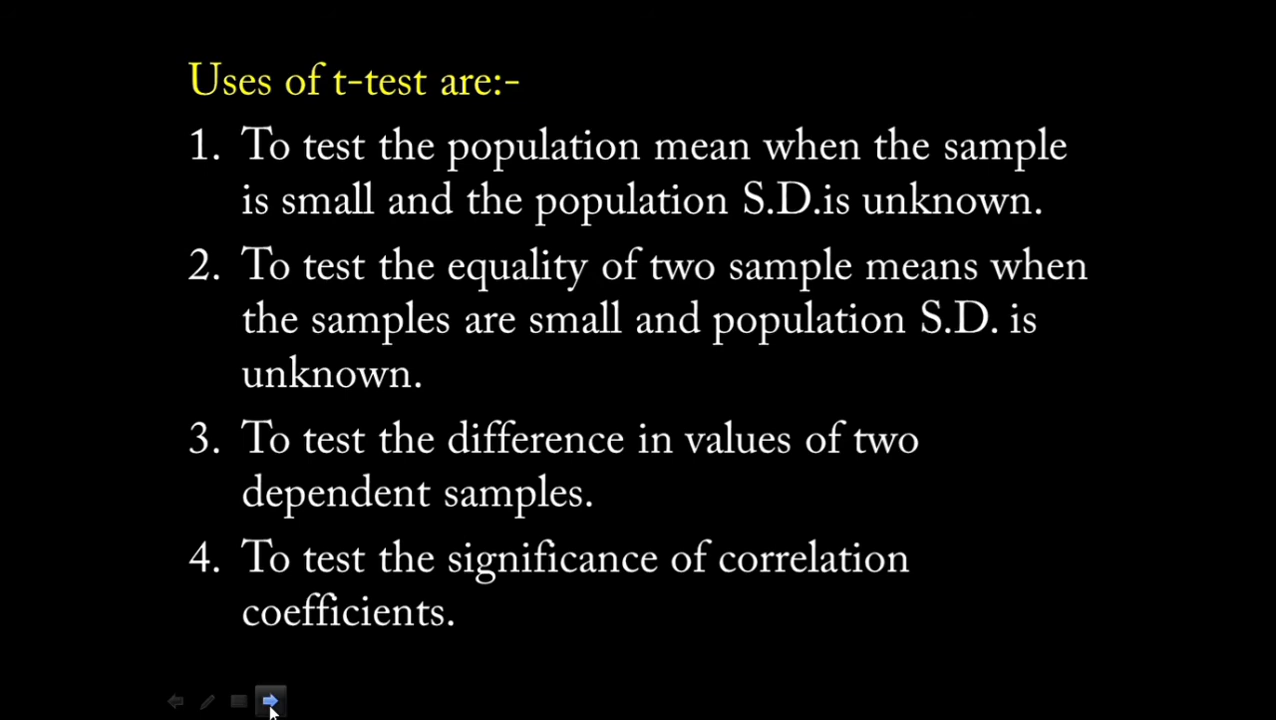 Uses of t-test are:-
1. To test the population mean when the sample
is small and the population S.D.is unknown.
2. To test the equality of two sample means when
the samples are small and population S.D. is
unknown.
3. To test the difference in values of two
dependent samples.
4. To test the significance of correlation
coefficients.